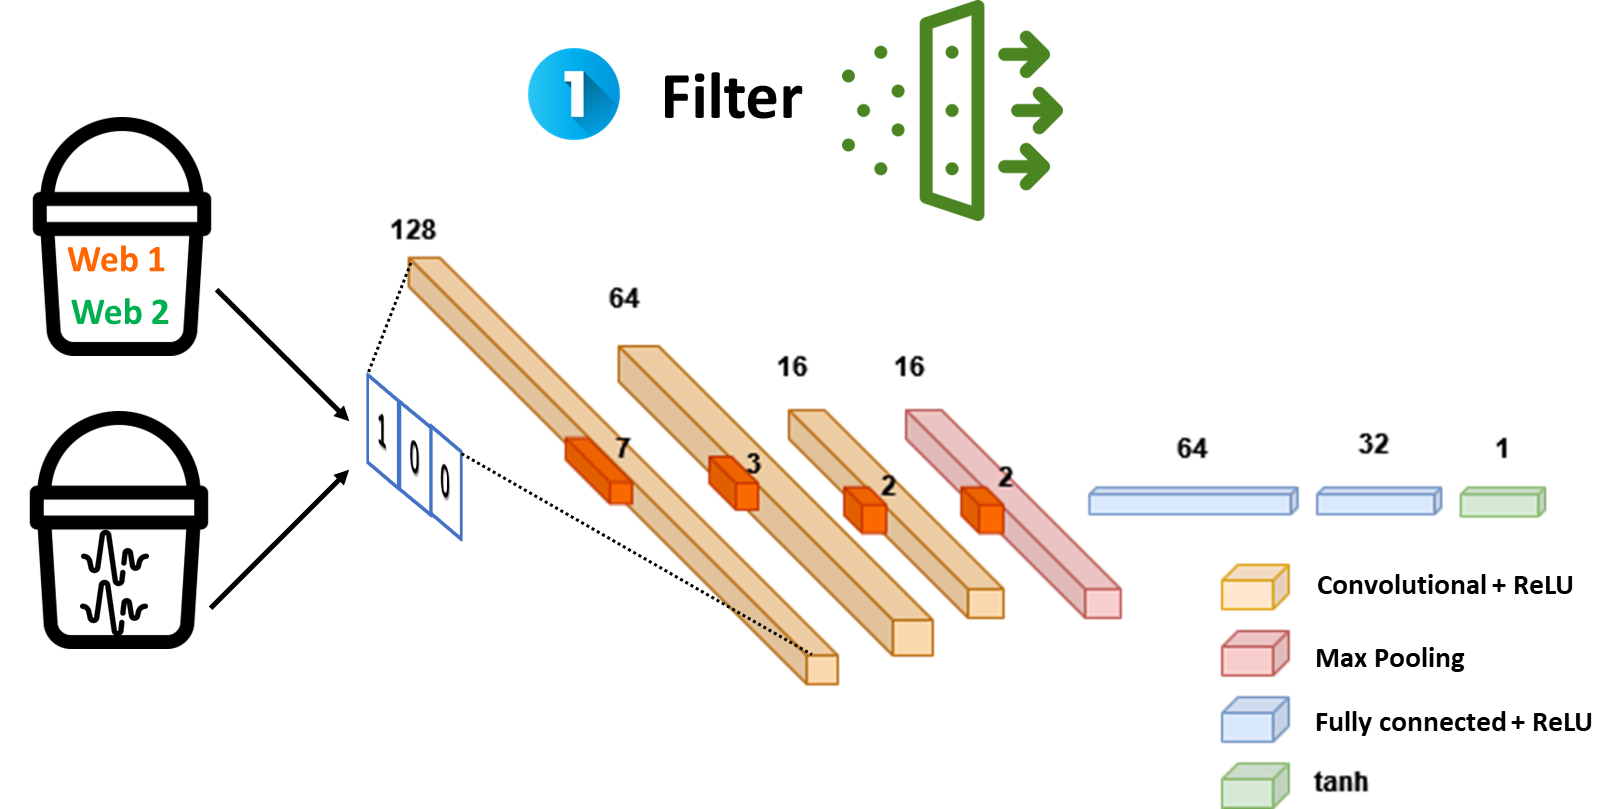 1 Filter
Web 1
Web 2
128
64
16
16
1 0 0
7
3
2
2
64
32
1
Convolutional + ReLU
Max Pooling
Fully connected + ReLU
tanh